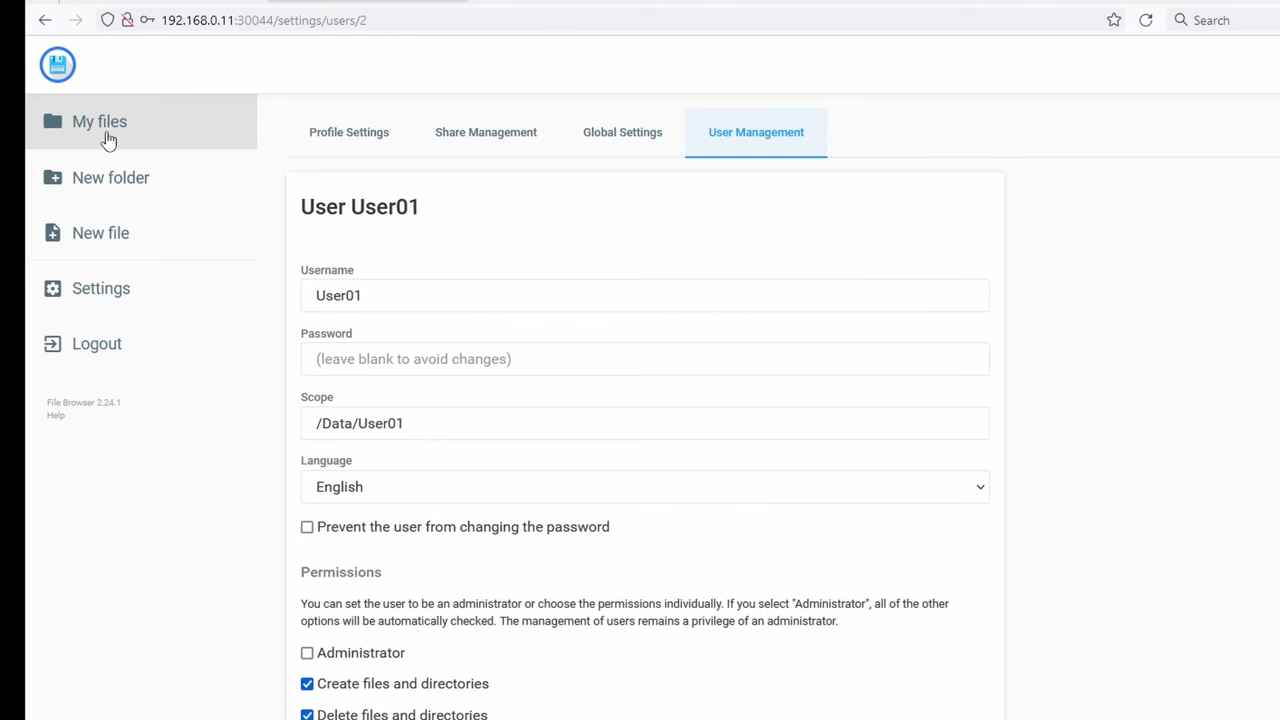 192.168.0.11:30044/settings/users/2
Search
My files
New folder
New file
Settings
Logout
File Browser 2.24.1
Help
Profile Settings
Share Management
Global Settings
User Management
User User01
Username
User01
Password
(leave blank to avoid changes)
Scope
/Data/User01
Language
English
Prevent the user from changing the password
Permissions
You can set the user to be an administrator or choose the permissions individually. If you select "Administrator", all of the other
options will be automatically checked. The management of users remains a privilege of an administrator.
Administrator
Create files and directories
Delete files and directories